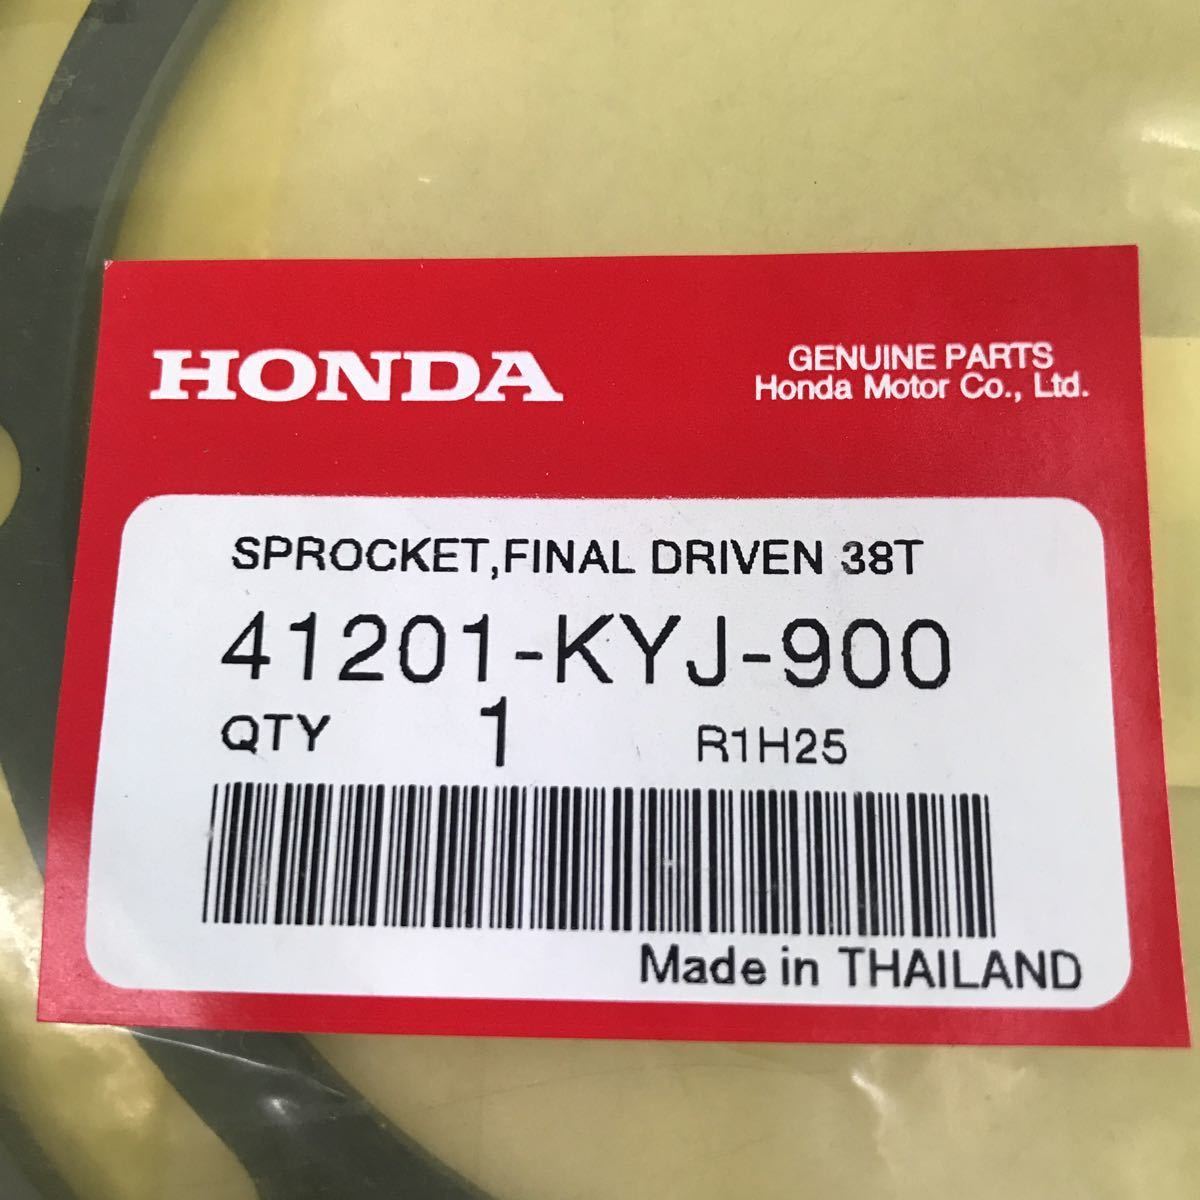 HONDA
GENUINE PARTS
Honda Motor Co., Ltd.
SPROCKET,FINAL DRIVEN 38T
41201-KYJ-900
QTY 1 R1H25
Made in THAILAND